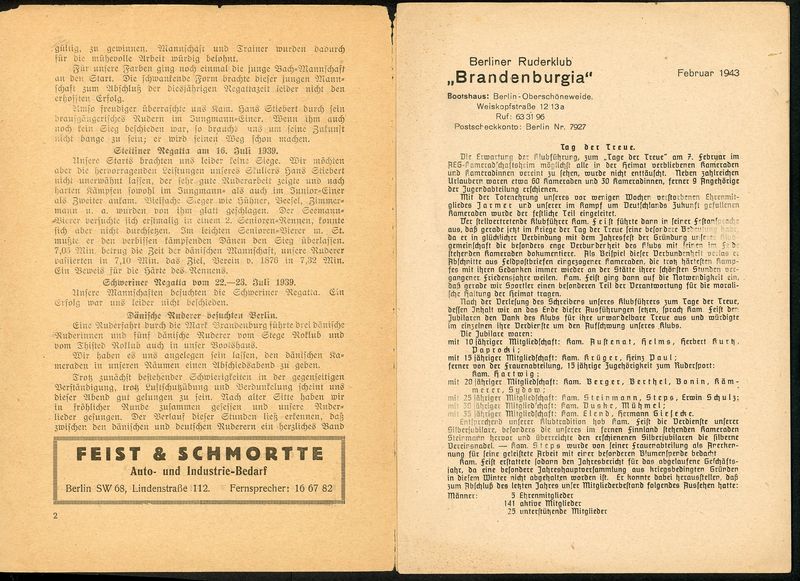 gültig, zu gewinnen. Mannschaft und Trainer wurden dadurch
für die mühevolle Arbeit würdig belohnt.
Für unsere Farben ging noch einmal die junge Bach-Mannschaft
an den Start. Die schwankende Form brachte dieser jungen Mann-
schaft zum Abschluß der diesjährigen Regattazeit leider nicht den
erhofften Erfolg.
Umso freudiger überraschte uns Kam. Hans Stiebert durch sein
draufgängerisches Rudern im Jungmann-Einer. Wenn ihm auch
noch kein Sieg beschieden war, so braucht uns um seine Zukunft
nicht bange zu sein; er wird seinen Weg schon machen.
Stettiner Regatta am 16. Juli 1939.
Unsere Starts brachten uns leider keine Siege. Wir möchten
aber die hervorragenden Leistungen unseres Skullers Hans Stiebert
nicht unerwähnt lassen, der sehr gute Ruderarbeit zeigte und nach
harten Kämpfen sowohl im Jungmann- als auch im Junior-Einer
als Zweiter ankam. Vielfache Sieger wie Hübner, Beesel, Zimmer-
mann u. a. wurden von ihm glatt geschlagen. Der Seemann-
Vierer versuchte sich erstmalig in einem 2. Senioren-Rennen, konnte
sich aber nicht durchsetzen. Im leichten Senioren-Vierer m. St.
mußte er den verbissen kämpfenden Dänen den Sieg überlassen.
7,05 Min. betrug die Zeit der dänischen Mannschaft, unsere Ruderer
passierten in 7,10 Min. das Ziel, Verein v. 1876 in 7,32 Min.
Ein Beweis für die Härte des Rennens.
Schweriner Regatta vom 22.—23. Juli 1939.
Unsere Mannschaften besuchten die Schweriner Regatta. Ein
Erfolg war uns leider nicht beschieden.
Dänische Ruderer besuchten Berlin.
Eine Ruderfahrt durch die Mark Brandenburg führte drei dänische
Ruderinnen und fünf dänische Ruderer vom Stege Roklub und
vom Thisted Roklub auch in unser Bootshaus.
Wir haben es uns angelegen sein lassen, den dänischen Ka-
meraden in unseren Räumen einen Abschiedsabend zu geben.
Trotz zunächst bestehender Schwierigkeiten in der gegenseitigen
Verständigung, trotz Luftschutzübung und Verdunkelung scheint uns
dieser Abend gut gelungen zu sein. Nach alter Sitte haben wir
in fröhlicher Runde zusammen gesessen und unsere Ruder-
lieder gesungen. Der Verlauf dieser Stunden ließ erkennen, daß
zwischen den dänischen und deutschen Ruderern ein herzliches Band
FEIST & SCHMORTTE
Auto- und Industrie-Bedarf
Berlin SW 68, Lindenstraße 112. Fernsprecher: 16 67 82
2
Berliner Ruderklub
„Brandenburgia“
Februar 1943
Bootshaus: Berlin-Oberschöneweide.
Weiskopfstraße 12 13a
Ruf: 63 31 96
Postscheckkonto: Berlin Nr. 7927
Tag der Treue.
Die Erwartung der Klubführung, zum „Tage der Treue“ am 7. Februar im
AEG-Kameradschaftsheim möglichst alle in der Heimat verbliebenen Kameraden
und Kameradinnen vereint zu sehen, wurde nicht enttäuscht. Neben zahlreichen
Urlaubern waren etwa 60 Kameraden und 30 Kameradinnen, ferner 9 Angehörige
der Jugendabteilung erschienen.
Mit der Totenehrung unseres vor wenigen Wochen verstorbenen Ehrenmit-
gliedes Jarmer und unserer im Kampf um Deutschlands Zukunft gefallenen
Kameraden wurde der festliche Teil eingeleitet.
Der stellvertretende Klubführer Kam. Feist führte dann in seiner Festansprache
aus, daß gerade jetzt im Kriege der Tag der Treue seine besondere Bedeutung habe,
da er in glücklicher Verbindung mit dem Jahresfest der Gründung unserer Klub-
gemeinschaft die besonders enge Verbundenheit des Klubs mit seinen im Felde
stehenden Kameraden dokumentiere. Als Beispiel dieser Verbundenheit verlas er
Abschnitte aus Feldpostbriefen eingezogener Kameraden, die trotz härtesten Kamp-
fes mit ihren Gedanken immer wieder an der Stätte ihrer schönsten Stunden ver-
gangener Friedensjahre weilen. Kam. Feist ging dann auf die Notwendigkeit ein,
daß gerade wir Sportler einen besonderen Teil der Verantwortung für die morali-
sche Haltung der Heimat tragen.
Nach der Verlesung des Schreibens unseres Klubführers zum Tage der Treue,
dessen Inhalt wir an das Ende dieser Ausführungen setzen, sprach Kam Feist den
Jubilaren den Dank des Klubs für ihre unwandelbare Treue aus und würdigte
im einzelnen ihre Verdienste um den Aufschwung unseres Klubs.
Die Jubilare waren:
mit 10 jähriger Mitgliedschaft: Kam. Austenat, Helms, Herbert Kurth,
Paprocki;
mit 15 jähriger Mitgliedschaft: Kam. Krüger, Heinz Paul;
ferner von der Frauenabteilung, 15 jährige Zugehörigkeit zum Rudersport:
Kam. Hartwig;
mit 20 jähriger Mitgliedschaft: Kam. Berger, Berthel, Bonin, Käm-
merer, Sydow;
mit 25 jähriger Mitgliedschaft: Kam. Steinmann, Steps, Erwin Schulz;
mit 30 jähriger Mitgliedschaft: Kam. Dushe, Mühmel;
mit 35 jähriger Mitgliedschaft: Kam. Elend, Hermann Gieseke.
Entsprechend unserer Klubtradition hob Kam. Feist die Verdienste unserer
Silberjubilare, besonders die unseres im fernen Finnland stehenden Kameraden
Steinmann hervor und überreichte den erschienenen Silberjubilaren die silberne
Vereinsnadel. — Kam. Steps wurde von seiner Frauenabteilung als Anerken-
nung für seine geleistete Arbeit mit einer besonderen Blumenspende bedacht
Kam. Feist erstattete sodann den Jahresbericht für das abgelaufene Geschäfts-
jahr, da eine besondere Jahreshauptversammlung aus kriegsbedingten Gründen
in diesem Winter nicht abgehalten worden ist. Er konnte dabei herausstellen, daß
zum Abschluß des letzten Jahres unser Mitgliederbestand folgendes Aussehen hatte:
Männer: 5 Ehrenmitglieder
141 aktive Mitglieder
25 unterstützende Mitglieder